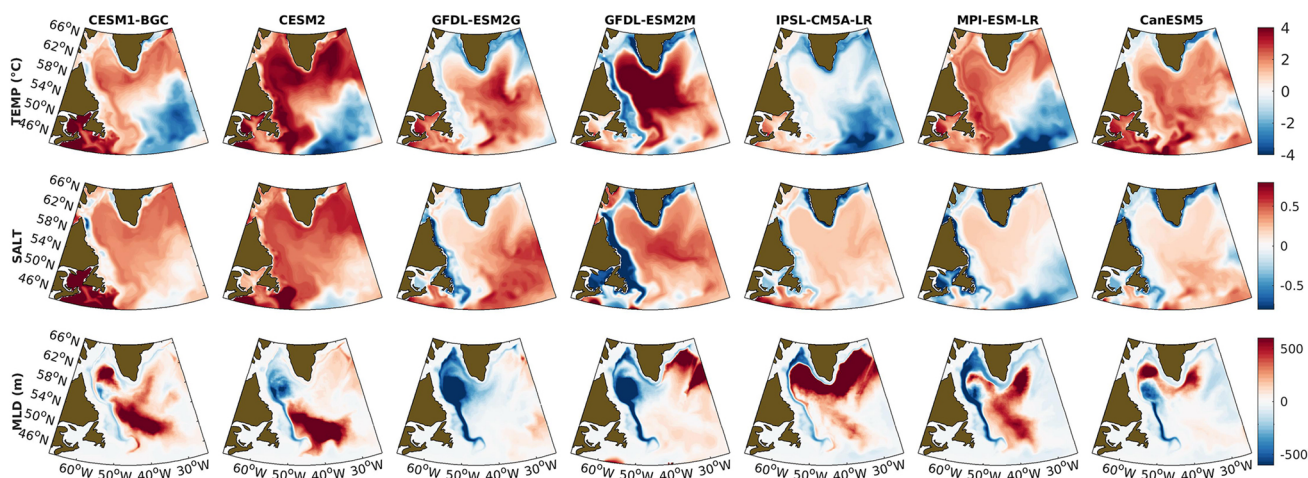 CESM1-BGC CESM2 GFDL-ESM2G GFDL-ESM2M IPSL-CM5A-LR MPI-ESM-LR CanESM5
TEMP (°C)
66°N
62°N
58°N
54°N
50°N
46°N
4
2
0
-2
-4
SALT
66°N
62°N
58°N
54°N
50°N
46°N
0.5
0
-0.5
MLD (m)
66°N
62°N
58°N
54°N
50°N
46°N
500
0
-500
60°W 50°W 40°W 30°W 60°W 50°W 40°W 30°W 60°W 50°W 40°W 30°W 60°W 50°W 40°W 30°W 60°W 50°W 40°W 30°W 60°W 50°W 40°W 30°W 60°W 50°W 40°W 30°W